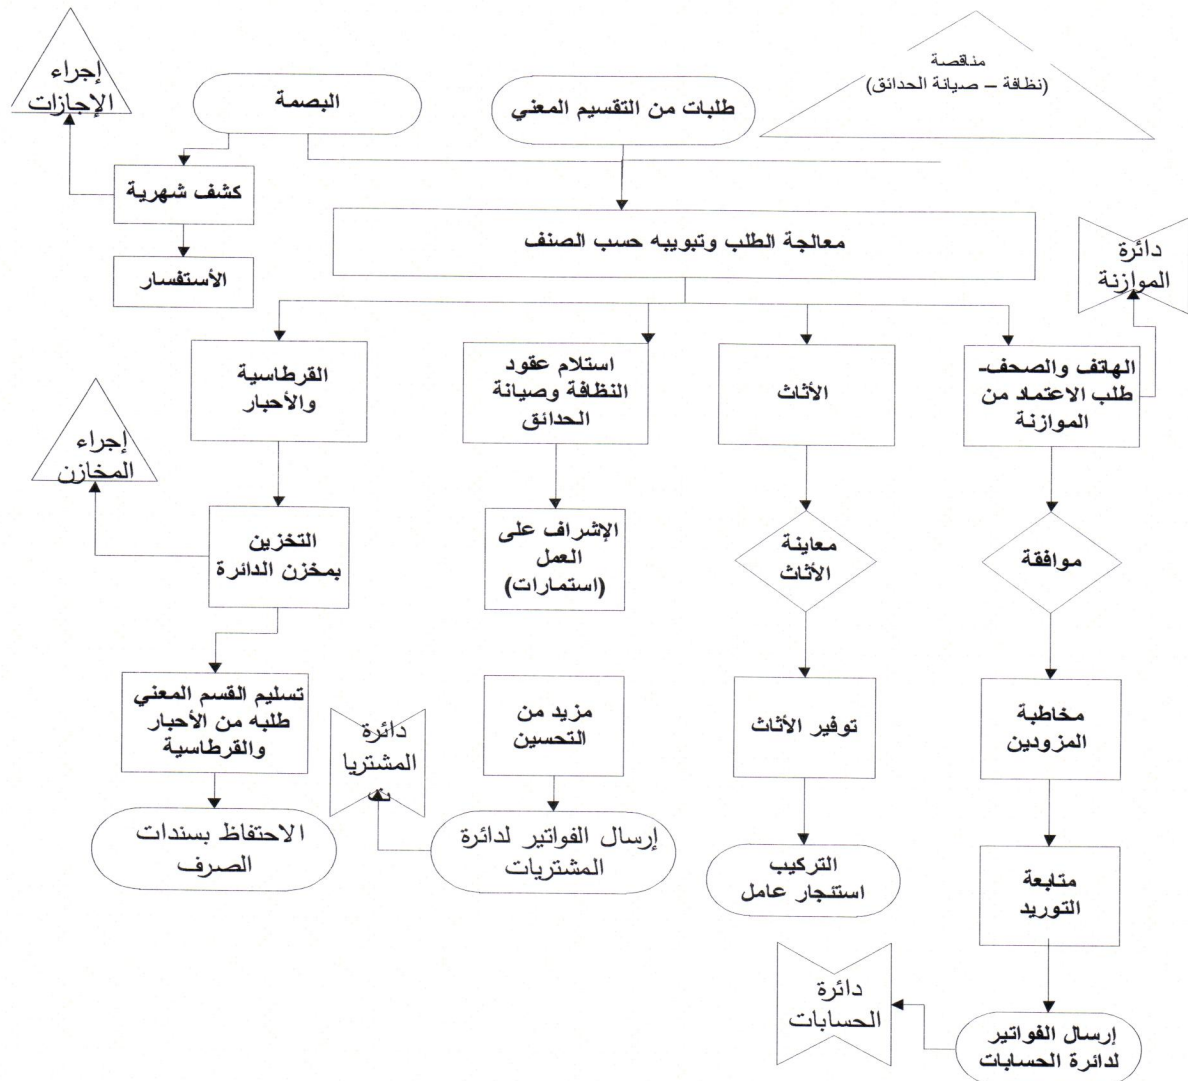 مناقصة
(نظافة – صيانة الحدائق)
طلبات من التقسيم المعني
البصمة
إجراء
الإجازات
كشف شهرية
الأستفسار
معالجة الطلب وتبويبه حسب الصنف
دائرة
الموازنة
الهاتف والصحف-
طلب الاعتماد من
الموازنة
الأثاث
استلام عقود
النظافة وصيانة
الحدائق
القرطاسية
والأحبار
إجراء
المخازن
موافقة
معاينة
الأثاث
الإشراف على
العمل
(استمارات)
التخزين
بمخزن الدائرة
مخاطبة
المزودين
توفير الأثاث
مزيد من
التحسين
دائرة
المشتريا
ت
تسليم القسم المعني
طلبه من الأحبار
والقرطاسية
متابعة
التوريد
التركيب
استئجار عامل
إرسال الفواتير لدائرة
المشتريات
الاحتفاظ بسندات
الصرف
دائرة
الحسابات
إرسال الفواتير
لدائرة الحسابات